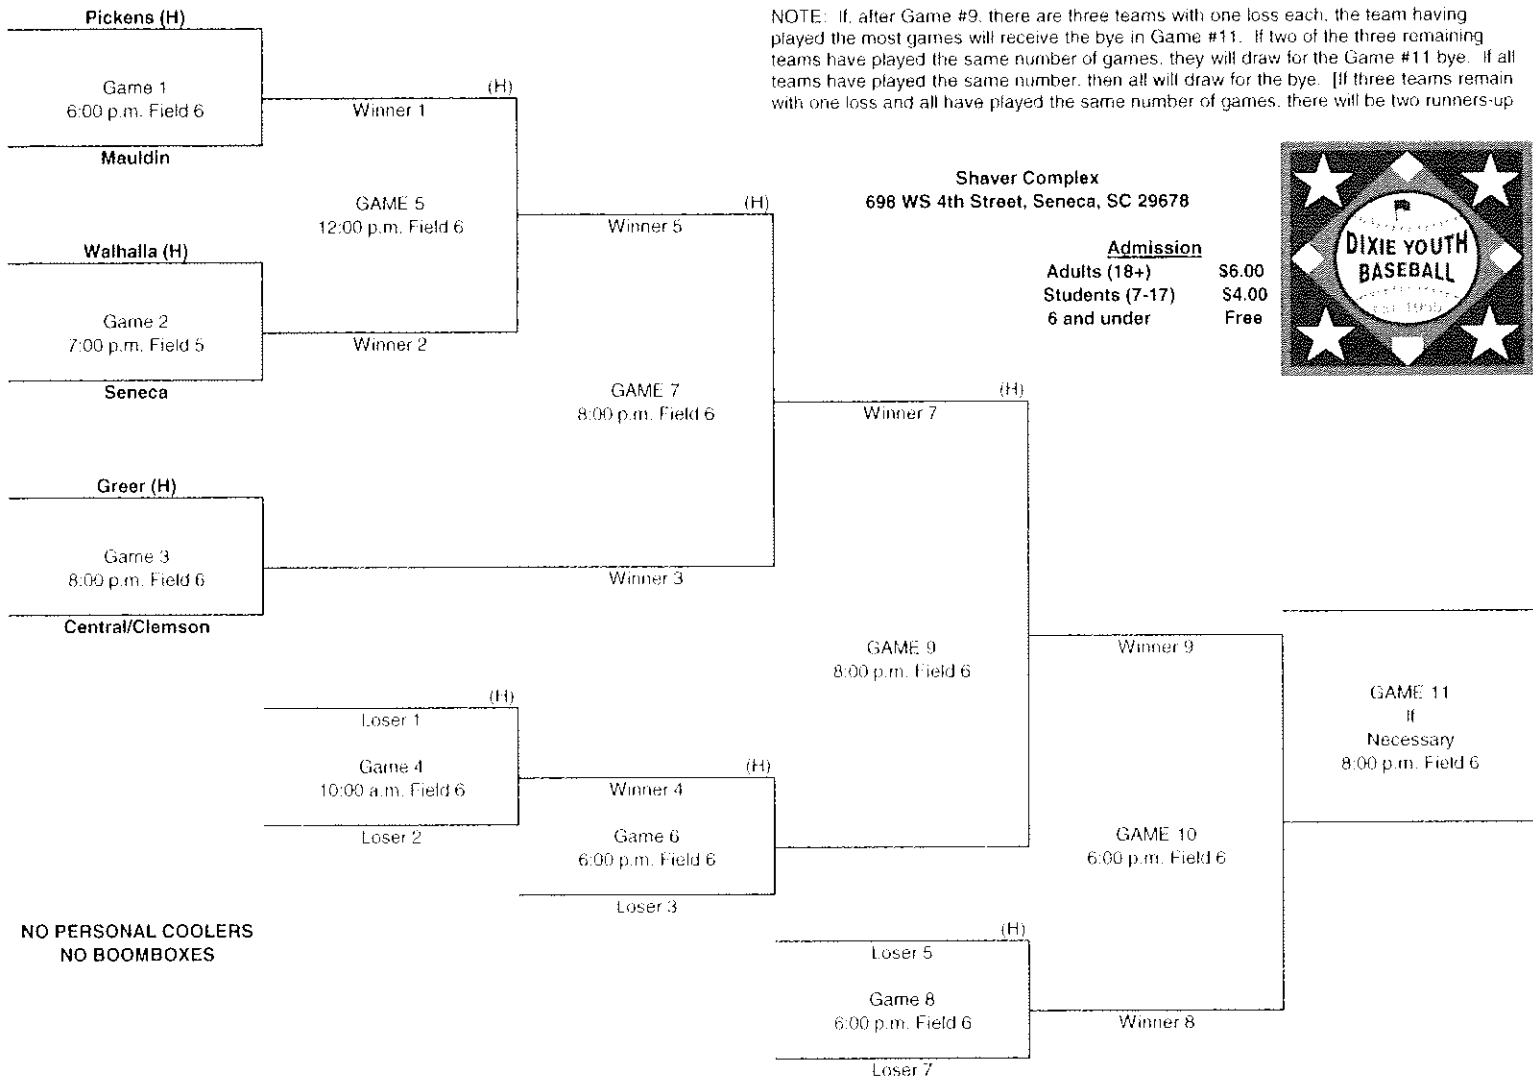 Pickens (H)
NOTE: If, after Game #9, there are three teams with one loss each, the team having
played the most games will receive the bye in Game #11. If two of the three remaining
teams have played the same number of games, they will draw for the Game #11 bye. If all
teams have played the same number, then all will draw for the bye. [If three teams remain
with one loss and all have played the same number of games, there will be two runners-up
Game 1
6:00 p.m. Field 6
Mauldin
(H)
Winner 1
GAME 5
12:00 p.m. Field 6
Walhalla (H)
Game 2
7:00 p.m. Field 5
Seneca
Winner 2
(H)
Winner 5
Shaver Complex
698 WS 4th Street, Seneca, SC 29678
Admission
Adults (18+) $6.00
Students (7-17) $4.00
6 and under Free
DIXIE YOUTH
BASEBALL
est. 1955
GAME 7
8:00 p.m. Field 6
(H)
Winner 7
Greer (H)
Game 3
8:00 p.m. Field 6
Central/Clemson
Winner 3
GAME 9
8:00 p.m. Field 6
Winner 9
GAME 11
If
Necessary
8:00 p.m. Field 6
(H)
Loser 1
Game 4
10:00 a.m. Field 6
Loser 2
(H)
Winner 4
Game 6
6:00 p.m. Field 6
Loser 3
GAME 10
6:00 p.m. Field 6
NO PERSONAL COOLERS
NO BOOMBOXES
(H)
Loser 5
Game 8
6:00 p.m. Field 6
Loser 7
Winner 8